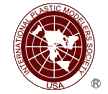 INTERNATIONAL PLASTIC MODELERS SOCIETY
USA
®